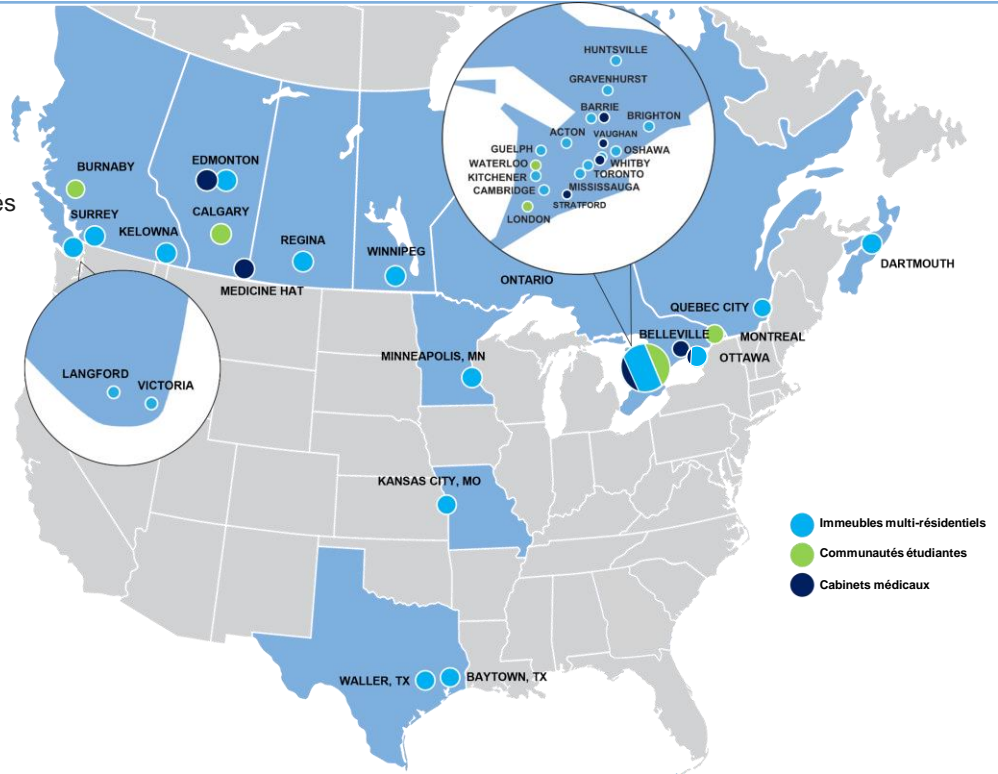 HUNTSVILLE
GRAVENHURST
BARRIE
BRIGHTON
ACTON
VAUGHAN
GUELPH
OSHAWA
WATERLOO
WHITBY
KITCHENER
TORONTO
CAMBRIDGE
MISSISSAUGA
STRATFORD
LONDON
BURNABY
EDMONTON
es
SURREY
CALGARY
KELOWNA
REGINA
WINNIPEG
MEDICINE HAT
ONTARIO
DARTMOUTH
QUEBEC CITY
BELLEVILLE
MONTREAL
OTTAWA
LANGFORD
VICTORIA
MINNEAPOLIS, MN
KANSAS CITY, MO
Immeubles multi-résidentiels
Communautés étudiantes
Cabinets médicaux
WALLER, TX
BAYTOWN, TX